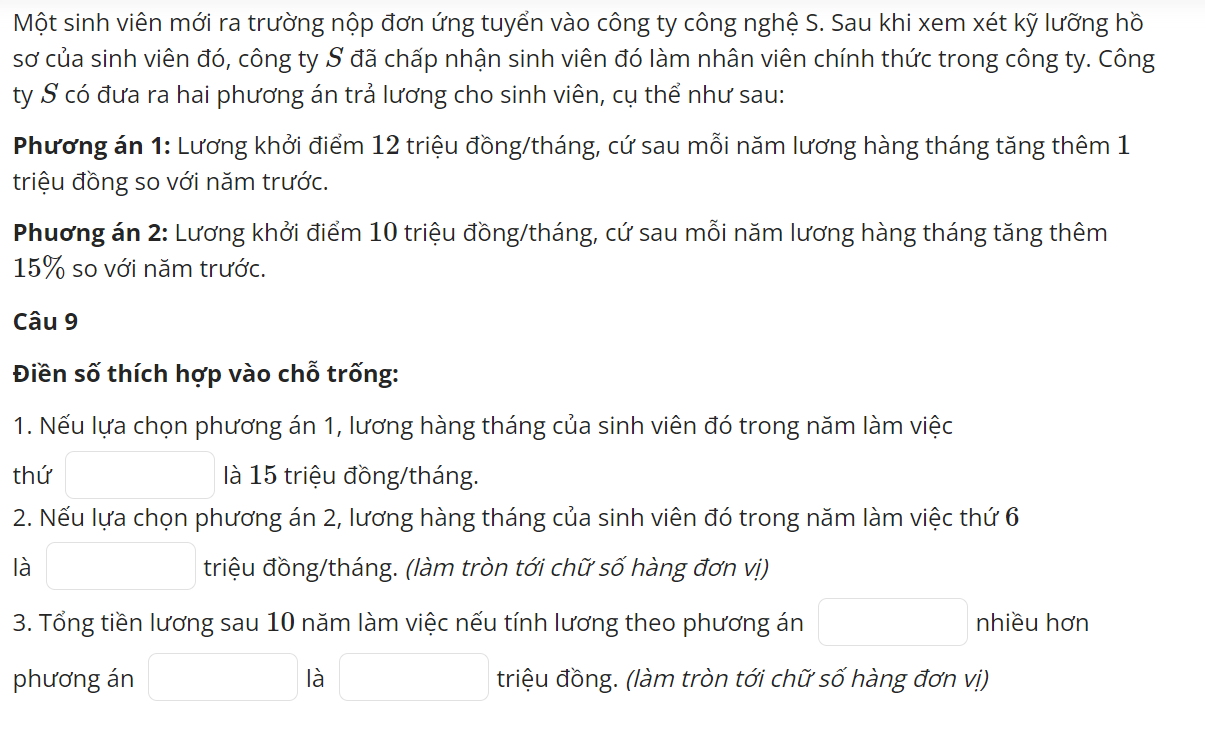 Một sinh viên mới ra trường nộp đơn ứng tuyển vào công ty công nghệ S. Sau khi xem xét kỹ lưỡng hồ
sơ của sinh viên đó, công ty S đã chấp nhận sinh viên đó làm nhân viên chính thức trong công ty. Công
ty S có đưa ra hai phương án trả lương cho sinh viên, cụ thể như sau:
Phương án 1: Lương khởi điểm 12 triệu đồng/tháng, cứ sau mỗi năm lương hàng tháng tăng thêm 1
triệu đồng so với năm trước.
Phuơng án 2: Lương khởi điểm 10 triệu đồng/tháng, cứ sau mỗi năm lương hàng tháng tăng thêm
15% so với năm trước.
Câu 9
Điền số thích hợp vào chỗ trống:
1. Nếu lựa chọn phương án 1, lương hàng tháng của sinh viên đó trong năm làm việc
thứ là 15 triệu đồng/tháng.
2. Nếu lựa chọn phương án 2, lương hàng tháng của sinh viên đó trong năm làm việc thứ 6
là triệu đồng/tháng. (làm tròn tới chữ số hàng đơn vị)
3. Tổng tiền lương sau 10 năm làm việc nếu tính lương theo phương án nhiều hơn
phương án là triệu đồng. (làm tròn tới chữ số hàng đơn vị)